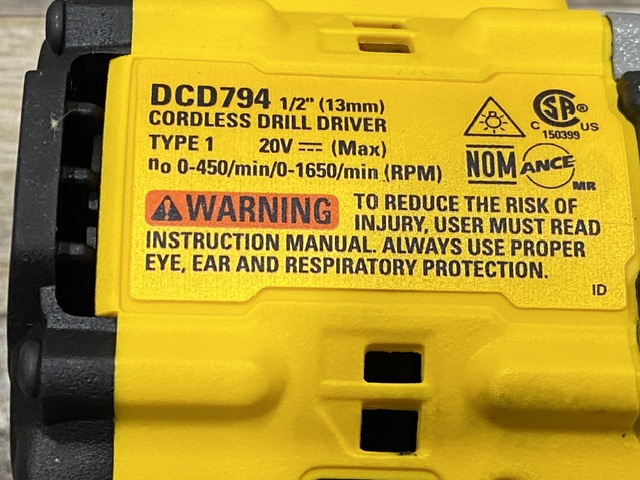 DCD794 1/2" (13mm)
CORDLESS DRILL DRIVER
TYPE 1 20V ⎓ (Max)
no 0-450/min/0-1650/min (RPM)
CSA ®
C US
150399
NOM ANCE
MR
WARNING TO REDUCE THE RISK OF
INJURY, USER MUST READ
INSTRUCTION MANUAL. ALWAYS USE PROPER
EYE, EAR AND RESPIRATORY PROTECTION.
ID